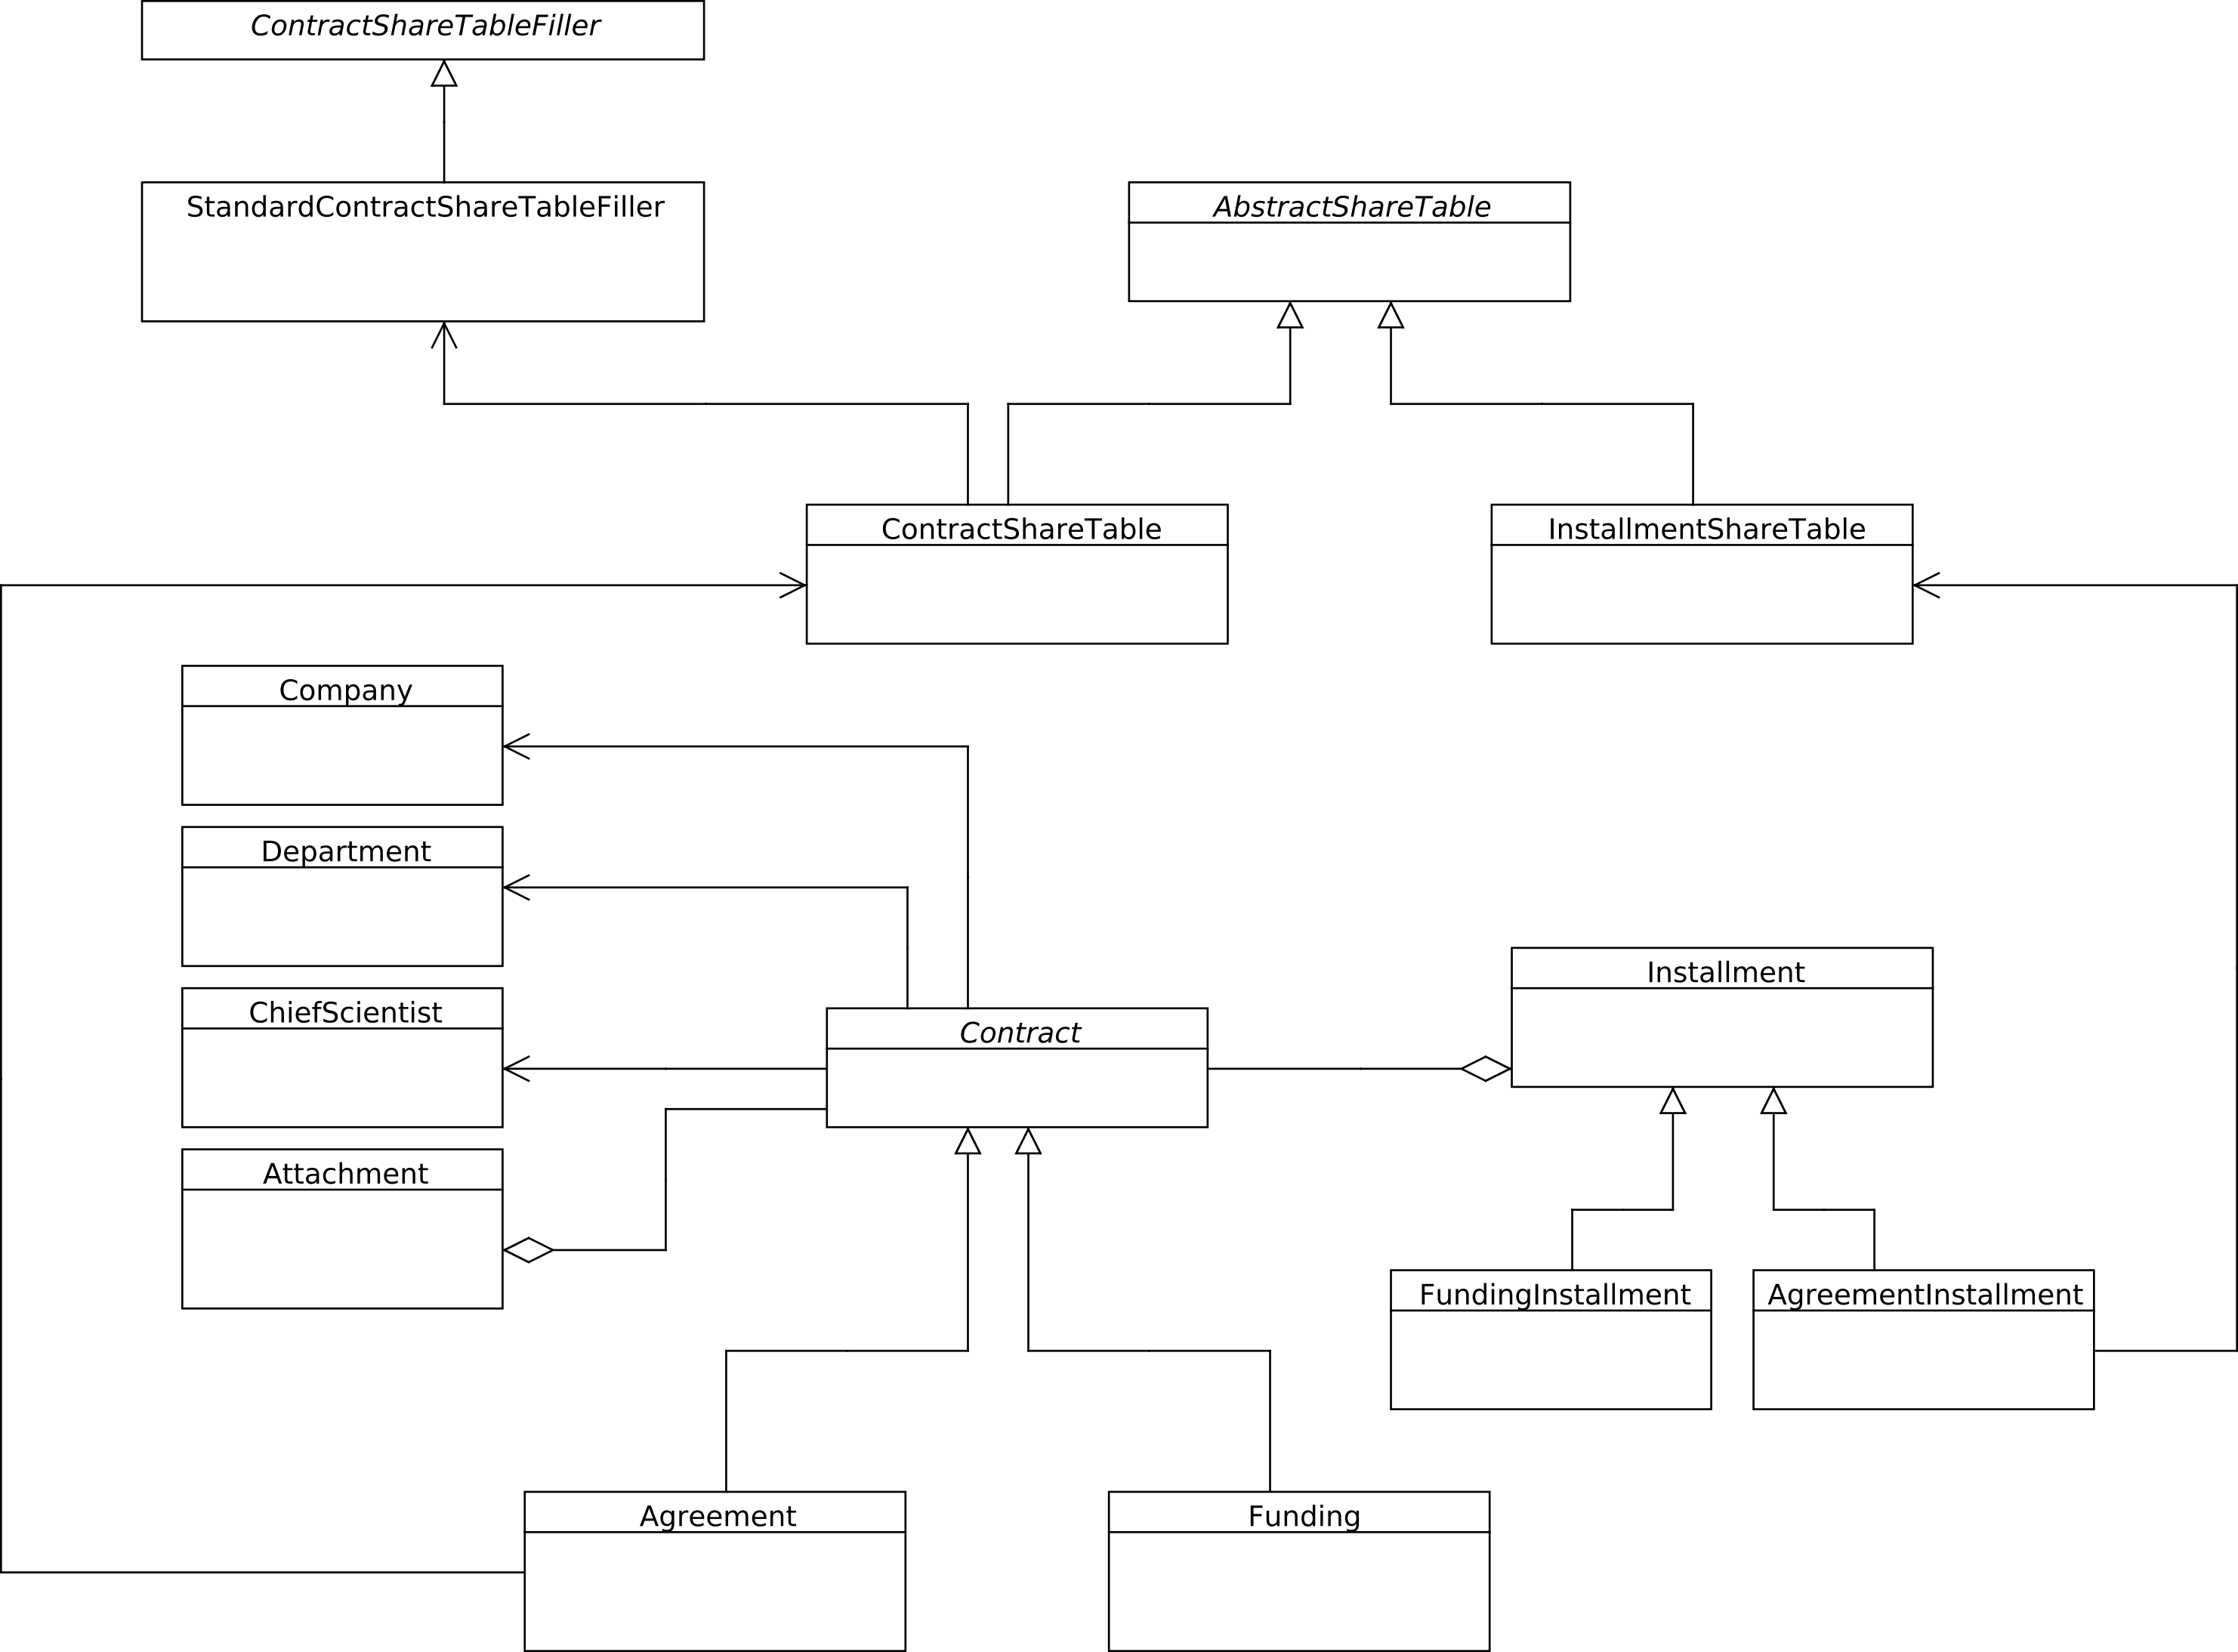 ContractShareTableFiller
StandardContractShareTableFiller
AbstractShareTable
ContractShareTable
InstallmentShareTable
Company
Department
ChiefScientist
Attachment
Contract
Installment
FundingInstallment
AgreementInstallment
Agreement
Funding